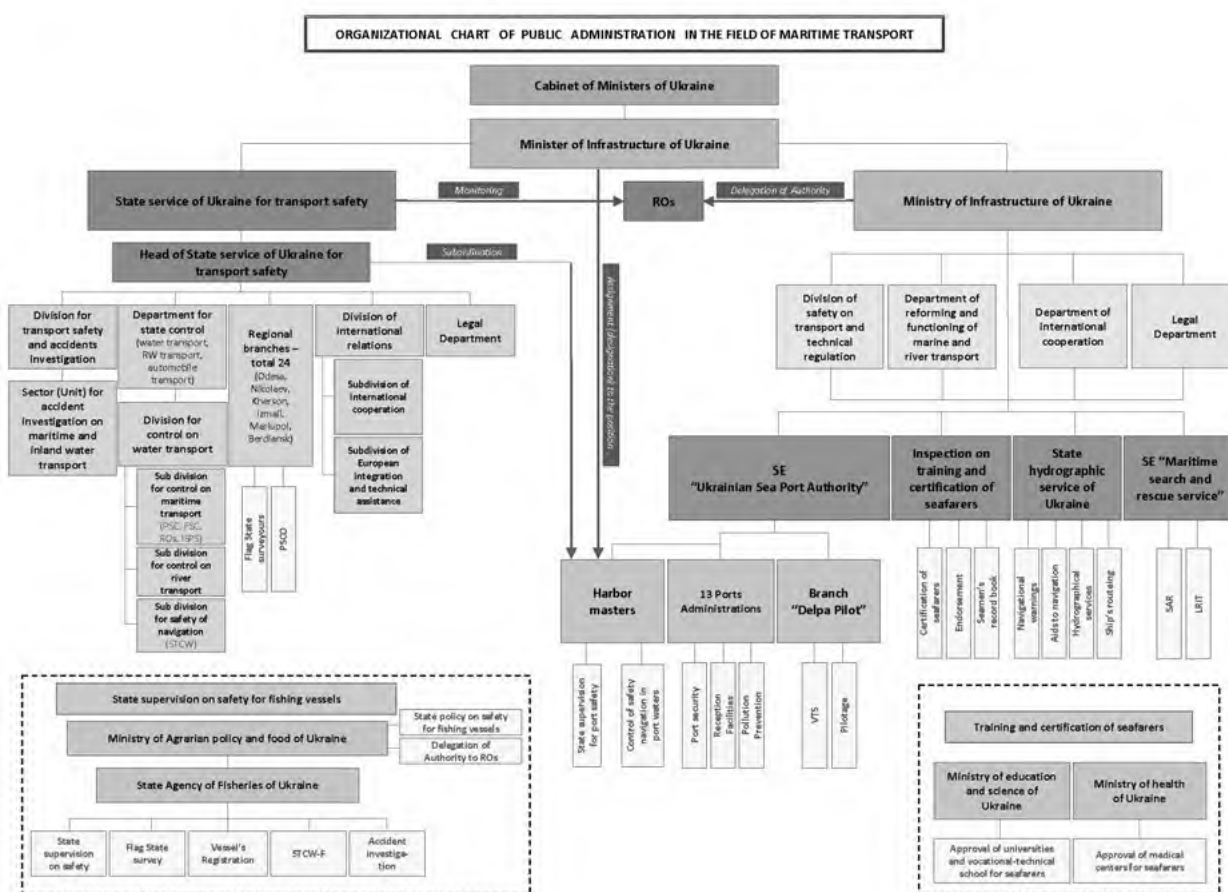 ORGANIZATIONAL CHART OF PUBLIC ADMINISTRATION IN THE FIELD OF MARITIME TRANSPORT
Cabinet of Ministers of Ukraine
Minister of Infrastructure of Ukraine
State service of Ukraine for transport safety
Monitoring
ROs
Delegation of Authority
Ministry of Infrastructure of Ukraine
Head of State service of Ukraine for
transport safety
Subordination
Assignment (designation) to the position
Division for
transport safety
and accidents
Investigation
Department for
state control
(water transport,
RW transport,
automobile
transport)
Regional
branches –
total 24
(Odesa,
Nikolaev,
Kherson,
Izmail,
Mariupol,
Berdiansk)
Division of
international
relations
Legal
Department
Sector (Unit) for
accident
investigation on
maritime and
inland water
transport
Division for
control on
water transport
Subdivision of
international
cooperation
Subdivision of
European
integration
and technical
assistance
Sub division
for control on
maritime
transport
(PSC, FSC,
ROs, ISPS)
Sub division
for control on
river
transport
Sub division
for safety of
navigation
(STCW)
Flag State
surveyours
PSCO
Division of
safety on
transport and
technical
regulation
Department of
reforming and
functioning of
marine and
river transport
Department of
international
cooperation
Legal
Department
SE
"Ukrainian Sea Port Authority"
Inspection on
training and
certification of
seafarers
State
hydrographic
service of
Ukraine
SE "Maritime
search and
rescue service"
Harbor
masters
13 Ports
Administrations
Branch
"Delpa Pilot"
Certification of
seafarers
Endorsement
Seamen's
record book
Navigational
warnings
Aids to navigation
Hydrographical
services
Ship's routeing
SAR
LRIT
State supervision
for port safety
Control of safety
navigation in
port waters
Port security
Reception
Facilities
Pollution
Prevention
VTS
Pilotage
State supervision on safety for fishing vessels
Ministry of Agrarian policy and food of Ukraine
State policy on safety
for fishing vessels
Delegation of
Authority to ROs
State Agency of Fisheries of Ukraine
State
supervision
on safety
Flag State
survey
Vessel's
Registration
STCW-F
Accident
investiga-
tion
Training and certification of seafarers
Ministry of education
and science of
Ukraine
Ministry of health
of Ukraine
Approval of universities
and vocational-technical
school for seafarers
Approval of medical
centers for seafarers